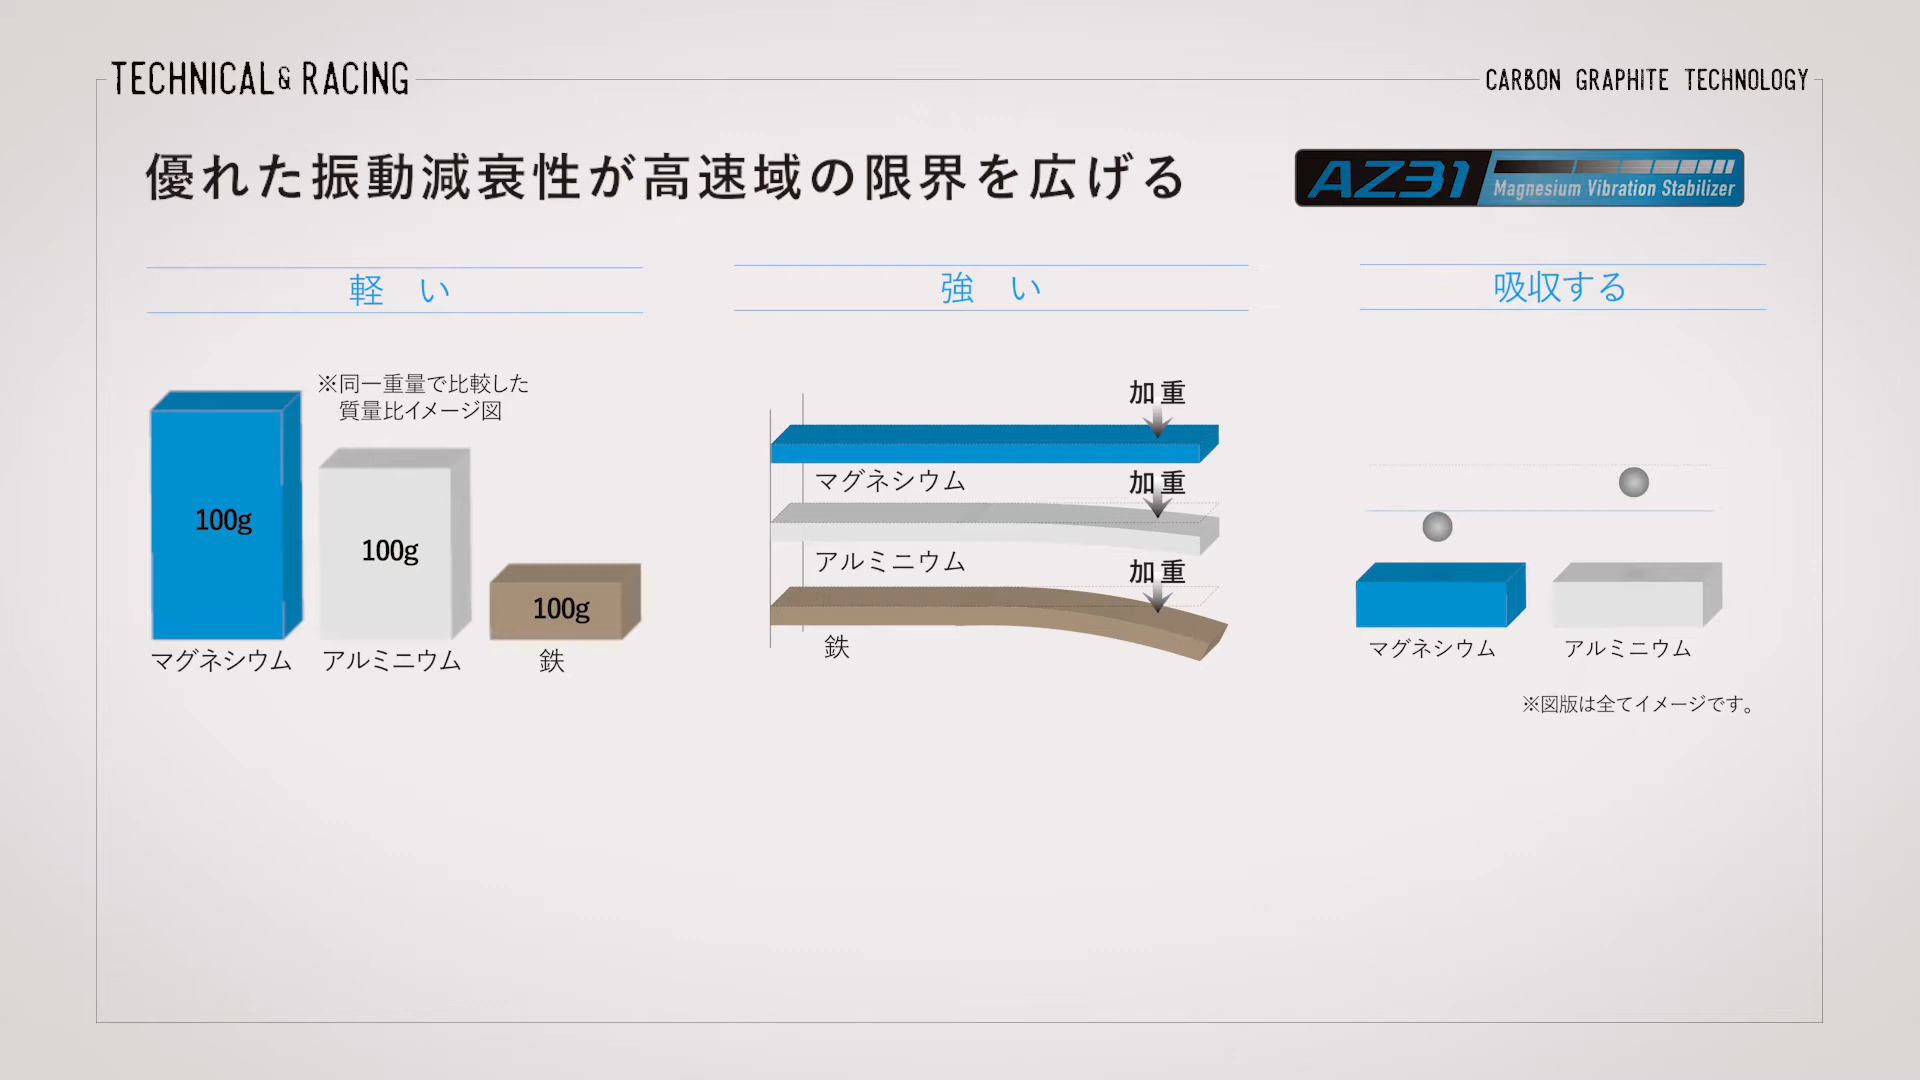 TECHNICAL & RACING
CARBON GRAPHITE TECHNOLOGY
優れた振動減衰性が高速域の限界を広げる
AZ31
Magnesium Vibration Stabilizer
軽い
※同一重量で比較した
質量比イメージ図
100g
100g
100g
マグネシウム
アルミニウム
鉄
強い
加重
マグネシウム
加重
アルミニウム
加重
鉄
吸収する
マグネシウム
アルミニウム
※図版は全てイメージです。